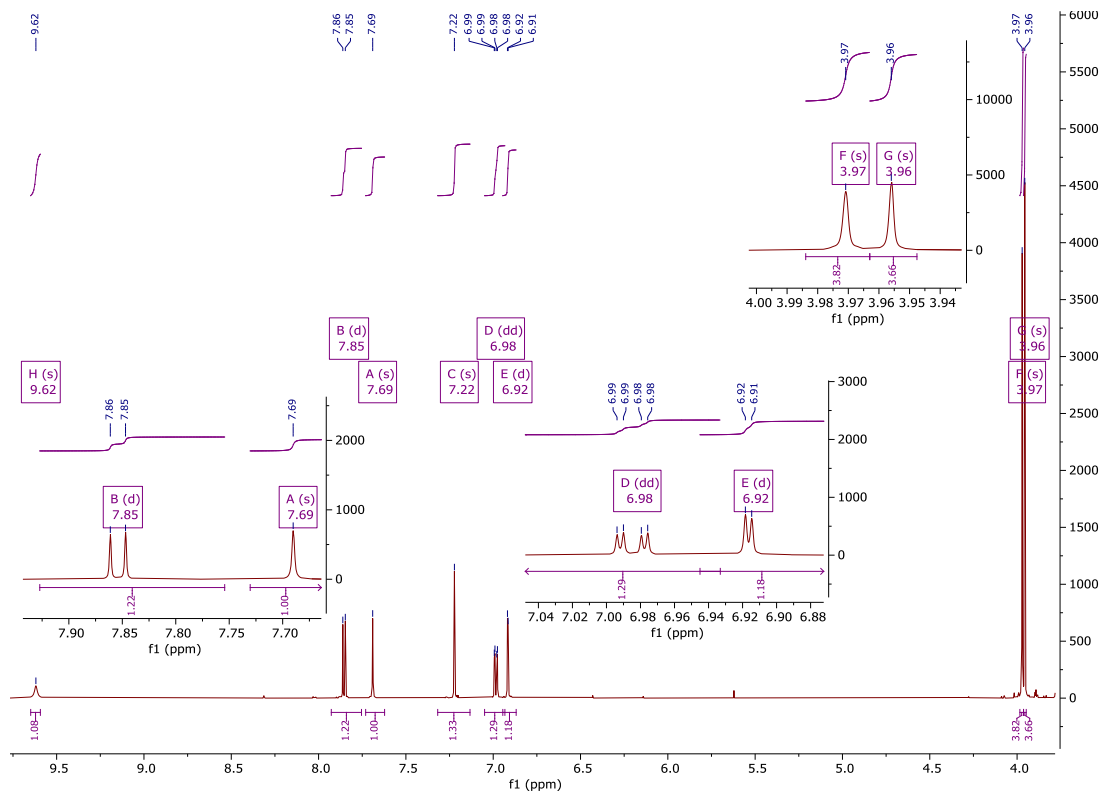 9.62 7.86 7.85 7.69 7.22 6.99 6.99 6.98 6.98 6.92 6.91 3.97 3.96
6000
5500
5000
4500
4000
3500
3000
2500
2000
1500
1000
500
0
3.97 3.96
F (s)
3.97
G (s)
3.96
10000
5000
0
3.82 3.66
4.00 3.99 3.98 3.97 3.96 3.95 3.94
f1 (ppm)
B (d)
7.85
D (dd)
6.98
G (s)
3.96
H (s)
9.62
A (s)
7.69
C (s)
7.22
E (d)
6.92
F (s)
3.97
7.86 7.85 7.69
B (d)
7.85
A (s)
7.69
2000
1000
0
1.22 1.00
7.90 7.85 7.80 7.75 7.70
f1 (ppm)
6.99 6.99 6.98 6.98 6.92 6.91
D (dd)
6.98
E (d)
6.92
3000
2000
1000
0
1.29 1.18
7.04 7.02 7.00 6.98 6.96 6.94 6.92 6.90 6.88
f1 (ppm)
1.08 1.22 1.00 1.33 1.29 1.18 3.82 3.66
9.5 9.0 8.5 8.0 7.5 7.0 6.5 6.0 5.5 5.0 4.5 4.0
f1 (ppm)